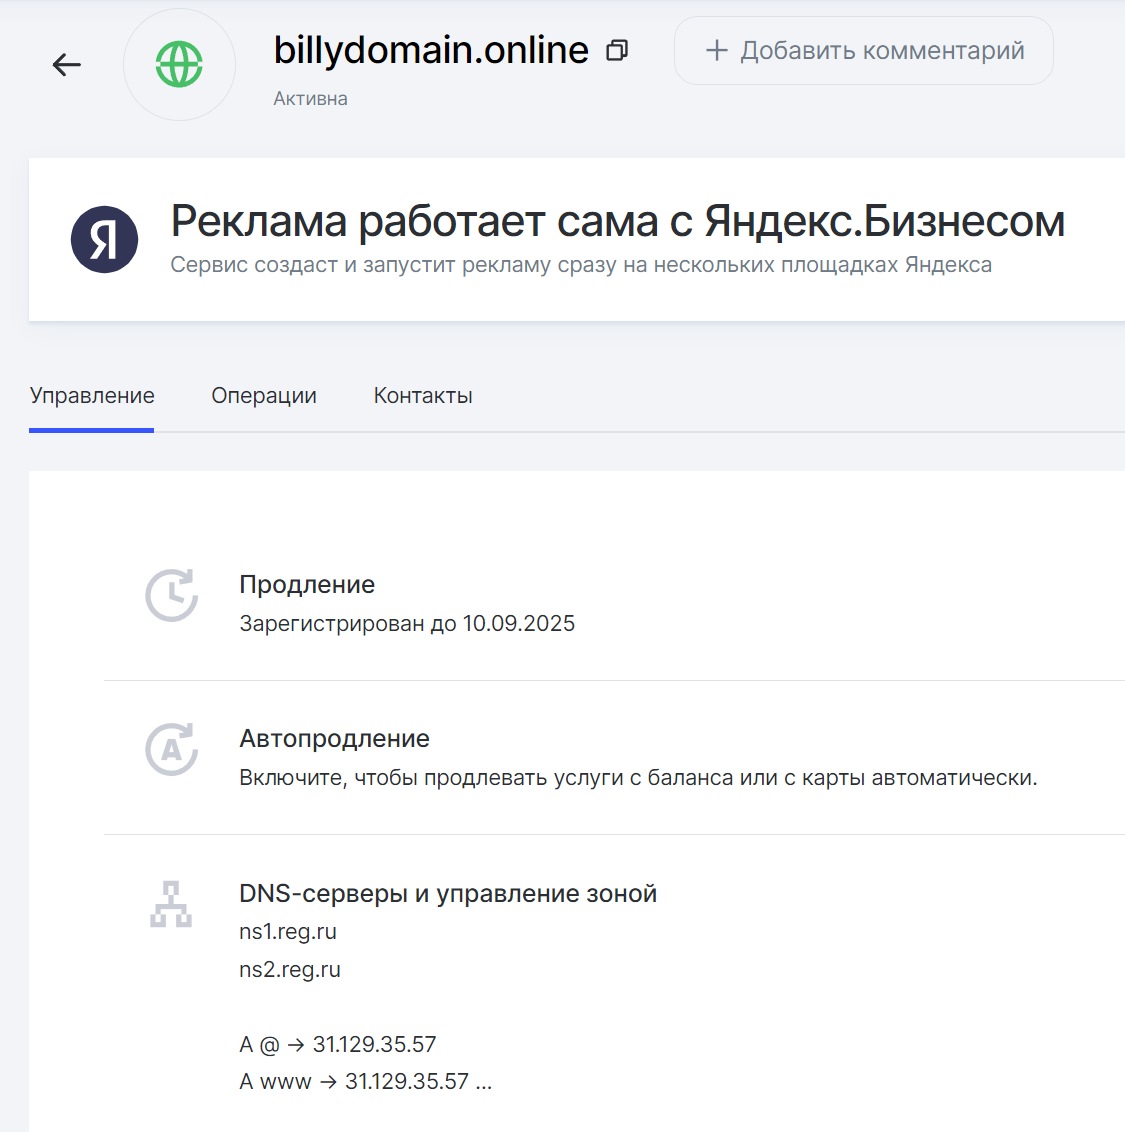 billydomain.online
+ Добавить комментарий
Активна
Я
Реклама работает сама с Яндекс.Бизнесом
Сервис создаст и запустит рекламу сразу на нескольких площадках Яндекса
Управление
Операции
Контакты
Продление
Зарегистрирован до 10.09.2025
A
Автопродление
Включите, чтобы продлевать услуги с баланса или с карты автоматически.
DNS-серверы и управление зоной
ns1.reg.ru
ns2.reg.ru
A @ → 31.129.35.57
A www → 31.129.35.57 ...